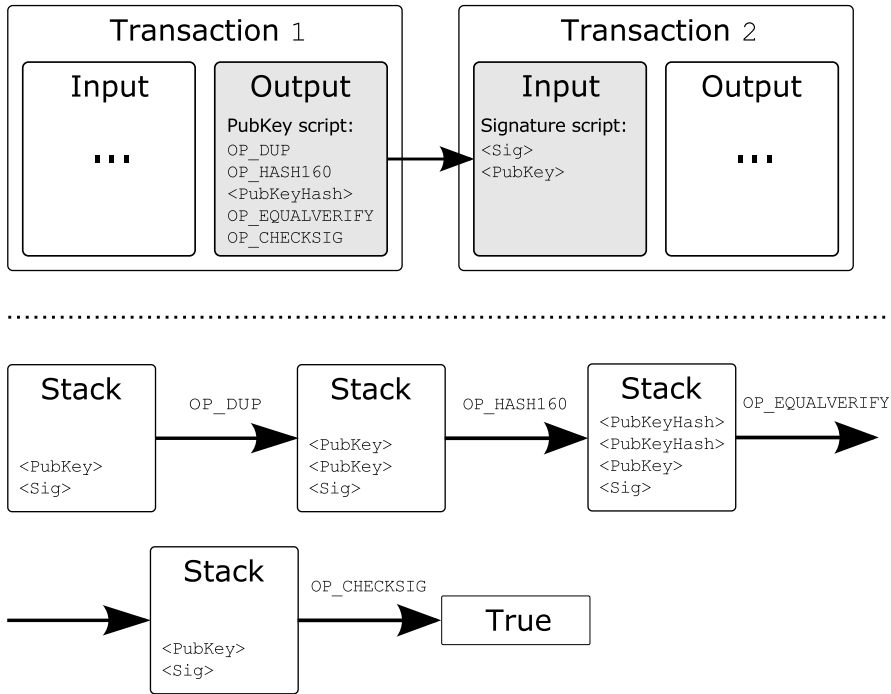 Transaction 1
Input
...
Output
PubKey script:
OP_DUP
OP_HASH160
<PubKeyHash>
OP_EQUALVERIFY
OP_CHECKSIG
Transaction 2
Input
Signature script:
<Sig>
<PubKey>
Output
...
Stack
<PubKey>
<Sig>
OP_DUP
Stack
<PubKey>
<PubKey>
<Sig>
OP_HASH160
Stack
<PubKeyHash>
<PubKeyHash>
<PubKey>
<Sig>
OP_EQUALVERIFY
Stack
<PubKey>
<Sig>
OP_CHECKSIG
True